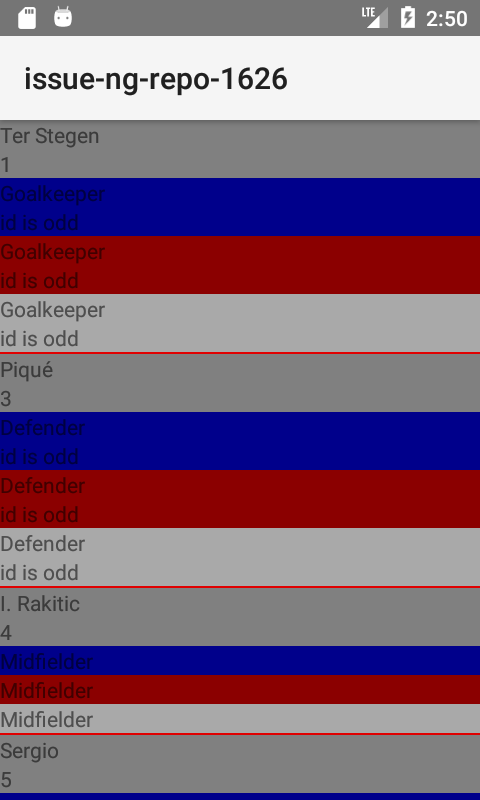 LTE 2:50
issue-ng-repo-1626
Ter Stegen
1
Goalkeeper
id is odd
Goalkeeper
id is odd
Goalkeeper
id is odd
Piqué
3
Defender
id is odd
Defender
id is odd
Defender
id is odd
I. Rakitic
4
Midfielder
Midfielder
Midfielder
Sergio
5